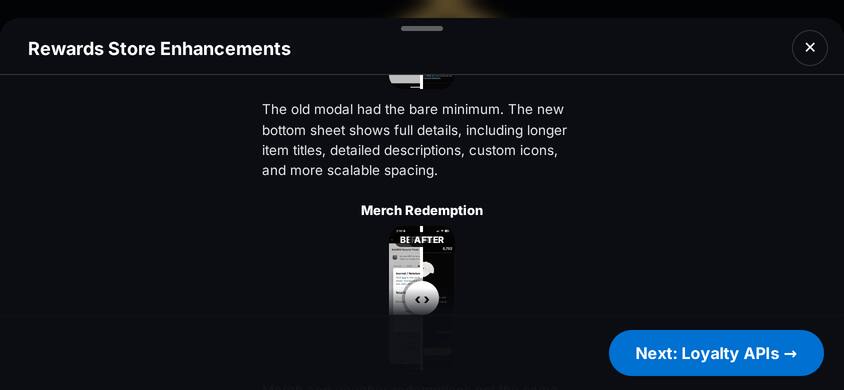 Rewards Store Enhancements
The old modal had the bare minimum. The new
bottom sheet shows full details, including longer
item titles, detailed descriptions, custom icons,
and more scalable spacing.
Merch Redemption
AFTER
Next: Loyalty APIs →